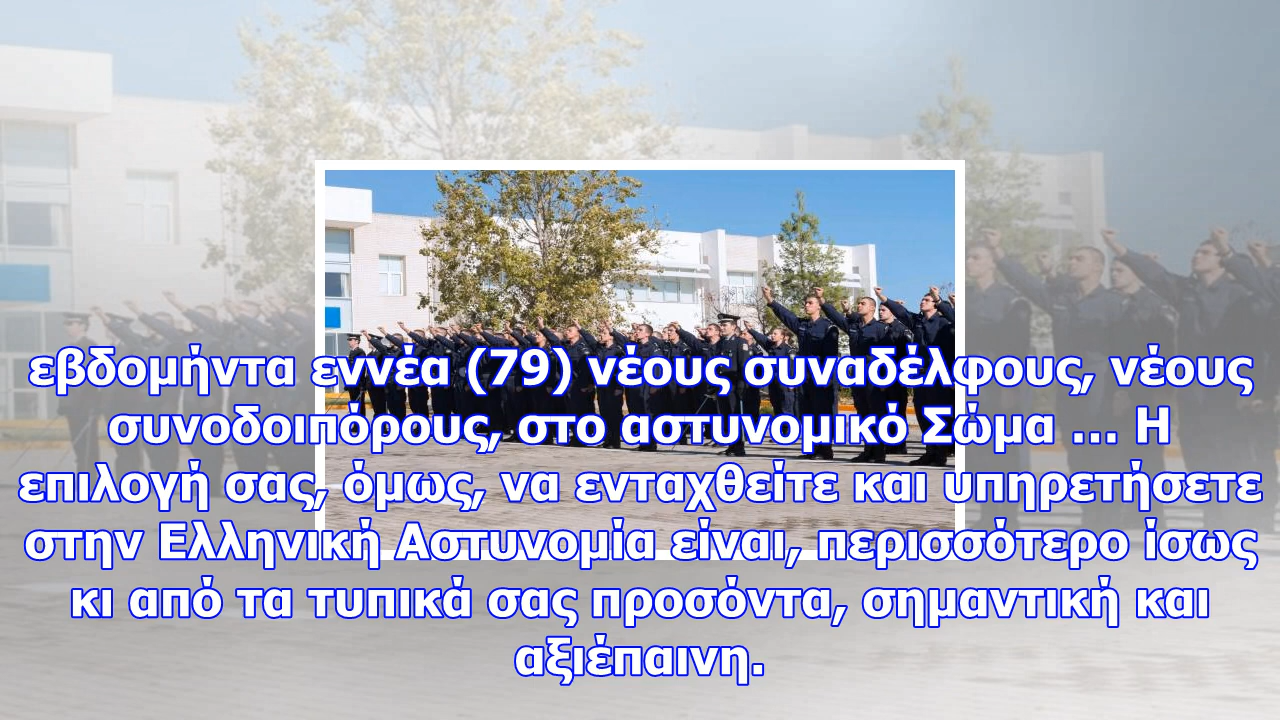 εβδομήντα εννέα (79) νέους συναδέλφους, νέους
συνοδοιπόρους, στο αστυνομικό Σώμα ... Η
επιλογή σας, όμως, να ενταχθείτε και υπηρετήσετε
στην Ελληνική Αστυνομία είναι, περισσότερο ίσως
κι από τα τυπικά σας προσόντα, σημαντική και
αξιέπαινη.